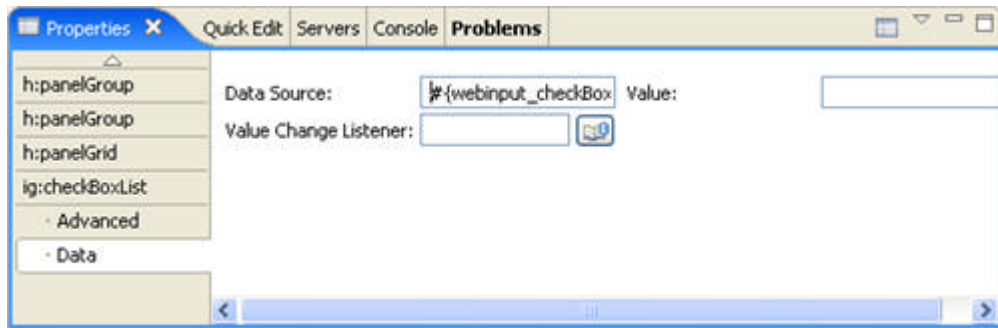 Properties Quick Edit Servers Console Problems
h:panelGroup
h:panelGroup
h:panelGrid
ig:checkBoxList
· Advanced
· Data
Data Source: #{webinput_checkBox Value:
Value Change Listener: